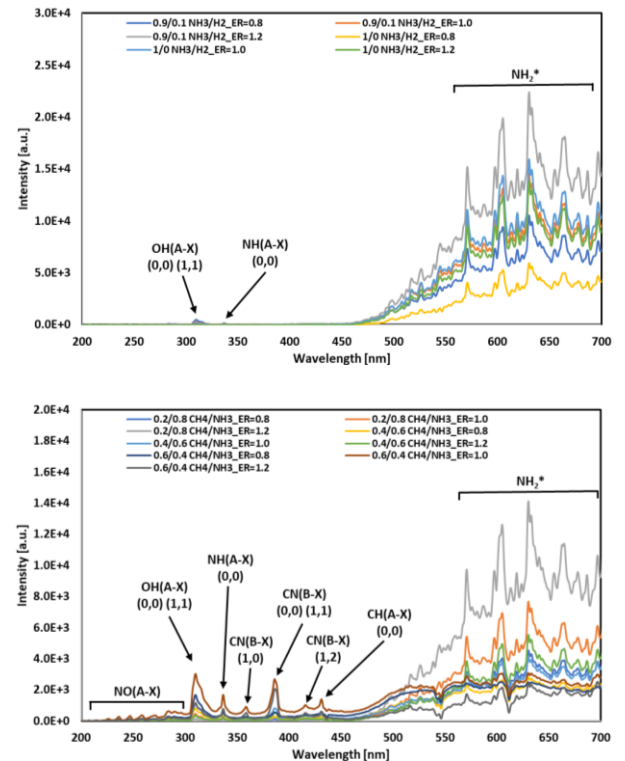 3.0E+4
2.5E+4
2.0E+4
1.5E+4
1.0E+4
5.0E+3
0.0E+0
Intensity [a.u.]
0.9/0.1 NH3/H2_ER=0.8
0.9/0.1 NH3/H2_ER=1.0
0.9/0.1 NH3/H2_ER=1.2
1/0 NH3/H2_ER=0.8
1/0 NH3/H2_ER=1.0
1/0 NH3/H2_ER=1.2
NH₂*
OH(A-X)
(0,0) (1,1)
NH(A-X)
(0,0)
200 250 300 350 400 450 500 550 600 650 700
Wavelength [nm]
2.0E+4
1.8E+4
1.6E+4
1.4E+4
1.2E+4
1.0E+4
8.0E+3
6.0E+3
4.0E+3
2.0E+3
0.0E+0
Intensity [a.u.]
0.2/0.8 CH4/NH3_ER=0.8
0.2/0.8 CH4/NH3_ER=1.0
0.2/0.8 CH4/NH3_ER=1.2
0.4/0.6 CH4/NH3_ER=0.8
0.4/0.6 CH4/NH3_ER=1.0
0.4/0.6 CH4/NH3_ER=1.2
0.6/0.4 CH4/NH3_ER=0.8
0.6/0.4 CH4/NH3_ER=1.0
0.6/0.4 CH4/NH3_ER=1.2
NH₂*
NO(A-X)
OH(A-X)
(0,0) (1,1)
NH(A-X)
(0,0)
CN(B-X)
(1,0)
CN(B-X)
(0,0) (1,1)
CN(B-X)
(1,2)
CH(A-X)
(0,0)
200 250 300 350 400 450 500 550 600 650 700
Wavelength [nm]